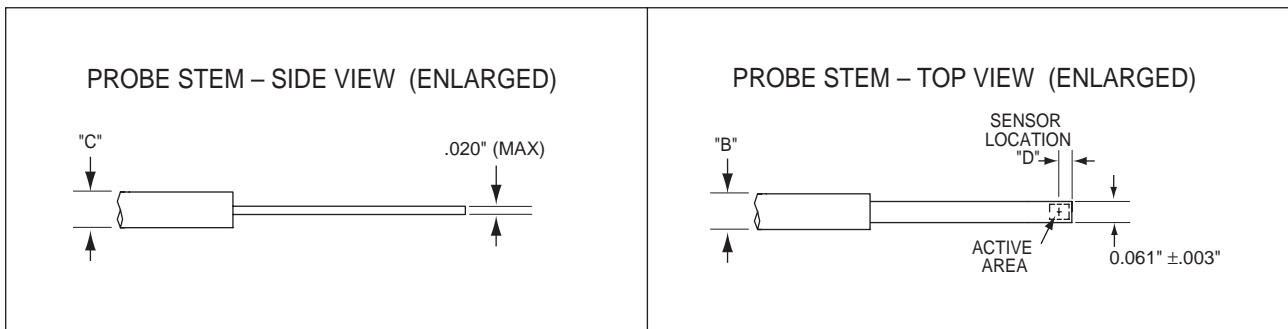 PROBE STEM – SIDE VIEW (ENLARGED)
"C"
.020" (MAX)
PROBE STEM – TOP VIEW (ENLARGED)
SENSOR
LOCATION
"B"
"D"
ACTIVE
AREA
0.061" ±.003"